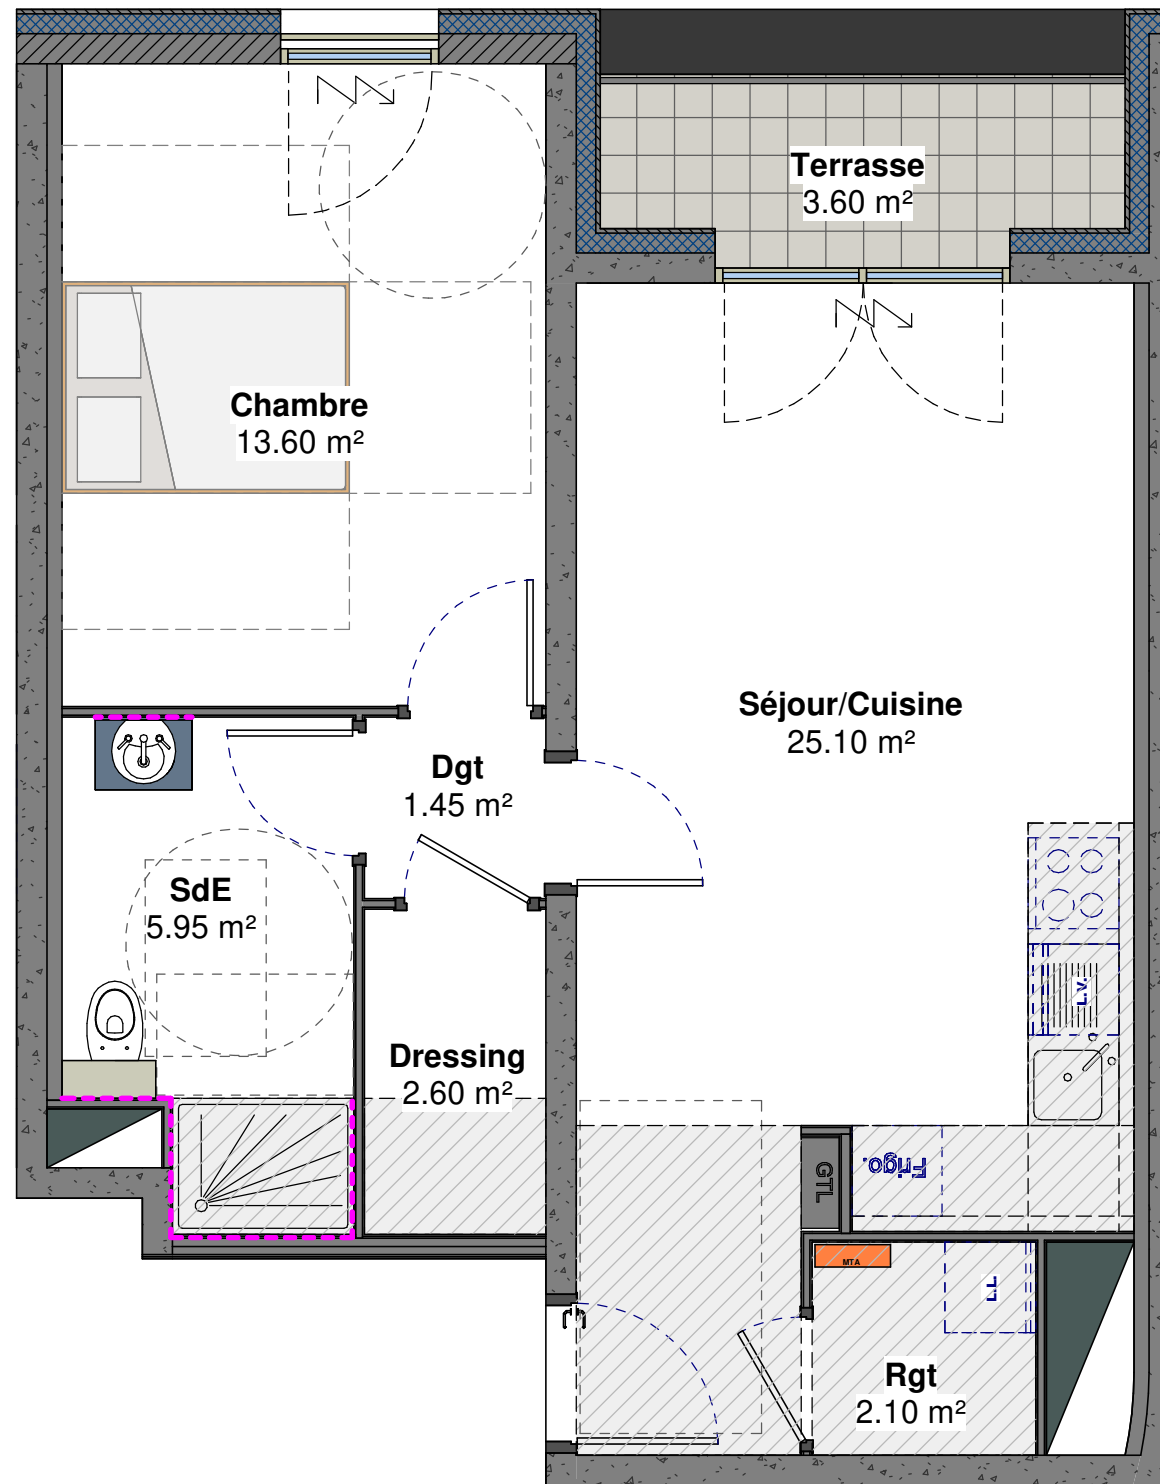 Terrasse
3.60 m²
Chambre
13.60 m²
Séjour/Cuisine
25.10 m²
Dgt
1.45 m²
SdE
5.95 m²
L.V.
Dressing
2.60 m²
GTL
Frigo.
MTA
L.L.
Rgt
2.10 m²